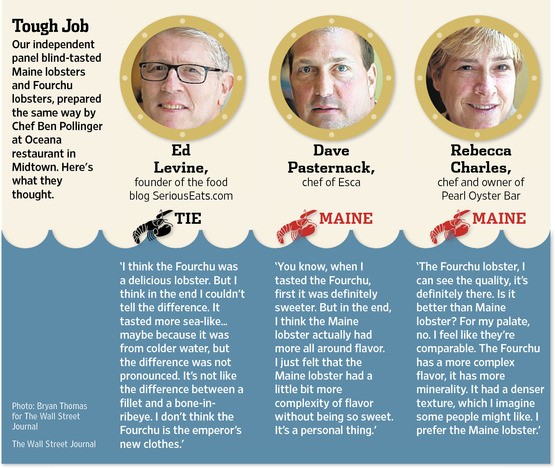 Tough Job
Our independent
panel blind-tasted
Maine lobsters
and Fourchu
lobsters, prepared
the same way by
Chef Ben Pollinger
at Oceana
restaurant in
Midtown. Here's
what they
thought.
Ed
Levine,
founder of the food
blog SeriousEats.com
TIE
'I think the Fourchu was
a delicious lobster. But I
think in the end I couldn't
tell the difference. It
tasted more sea-like...
maybe because it was
from colder water, but
the difference was not
pronounced. It's not like
the difference between a
fillet and a bone-in-
ribeye. I don't think the
Fourchu is the emperor's
new clothes.'
Dave
Pasternack,
chef of Esca
MAINE
'You know, when I
tasted the Fourchu,
first it was definitely
sweeter. But in the end,
I think the Maine
lobster actually had
more all around flavor.
I just felt that the
Maine lobster had a
little bit more
complexity of flavor
without being so sweet.
It's a personal thing.'
Rebecca
Charles,
chef and owner of
Pearl Oyster Bar
MAINE
'The Fourchu lobster, I
can see the quality, it's
definitely there. Is it
better than Maine
lobster? For my palate,
no. I feel like they're
comparable. The Fourchu
has a more complex
flavor, it has more
minerality. It had a denser
texture, which I imagine
some people might like. I
prefer the Maine lobster.'
Photo: Bryan Thomas
for The Wall Street
Journal
The Wall Street Journal